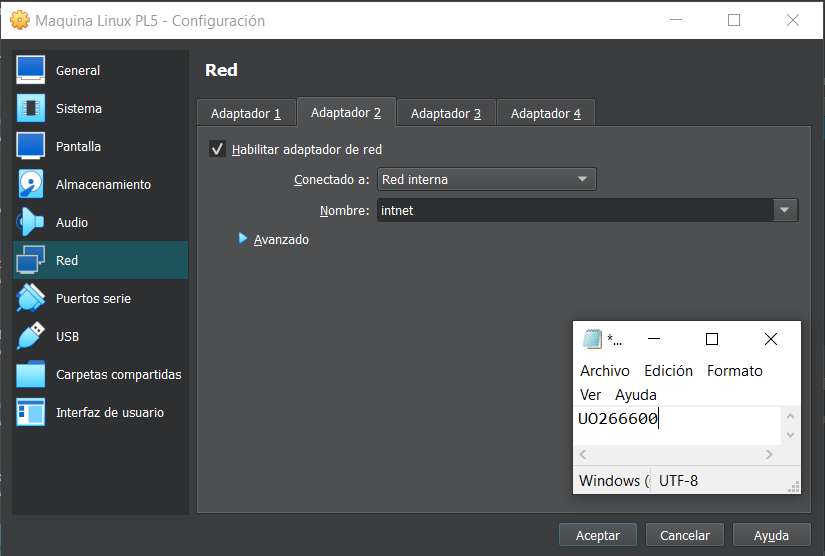 Maquina Linux PL5 - Configuración
General
Sistema
Pantalla
Almacenamiento
Audio
Red
Puertos serie
USB
Carpetas compartidas
Interfaz de usuario
Red
Adaptador 1 Adaptador 2 Adaptador 3 Adaptador 4
Habilitar adaptador de red
Conectado a: Red interna
Nombre: intnet
Avanzado
*...
Archivo Edición Formato
Ver Ayuda
UO266600
Windows ( UTF-8
Aceptar Cancelar Ayuda